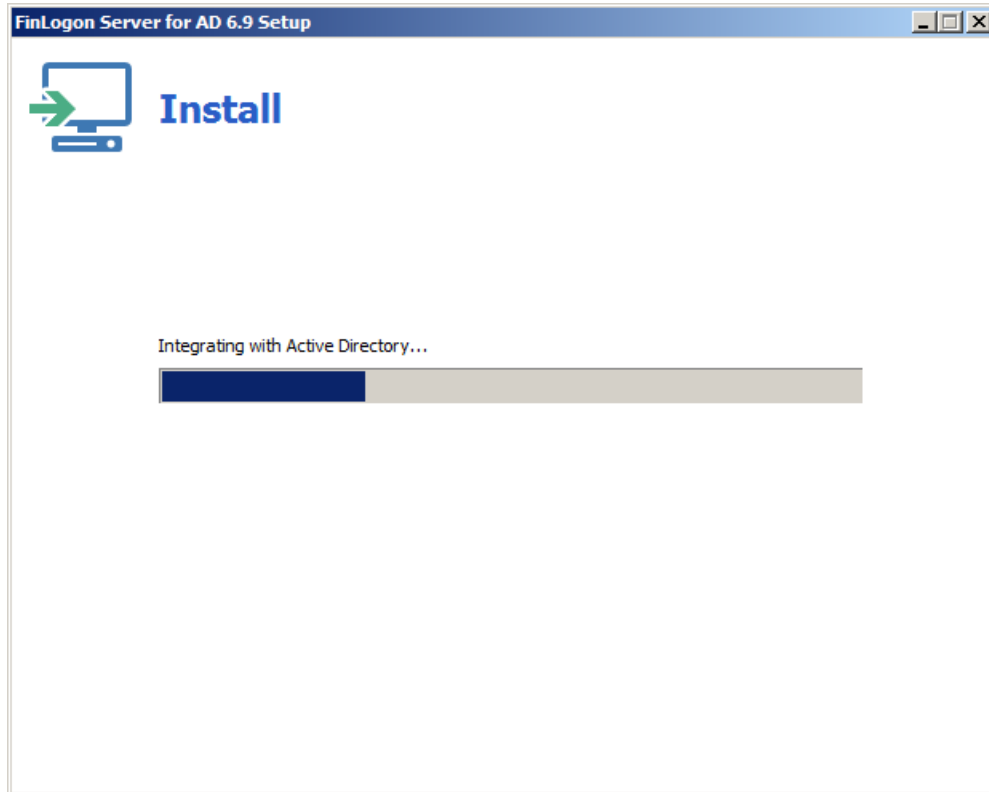 FinLogon Server for AD 6.9 Setup
Install
Integrating with Active Directory...